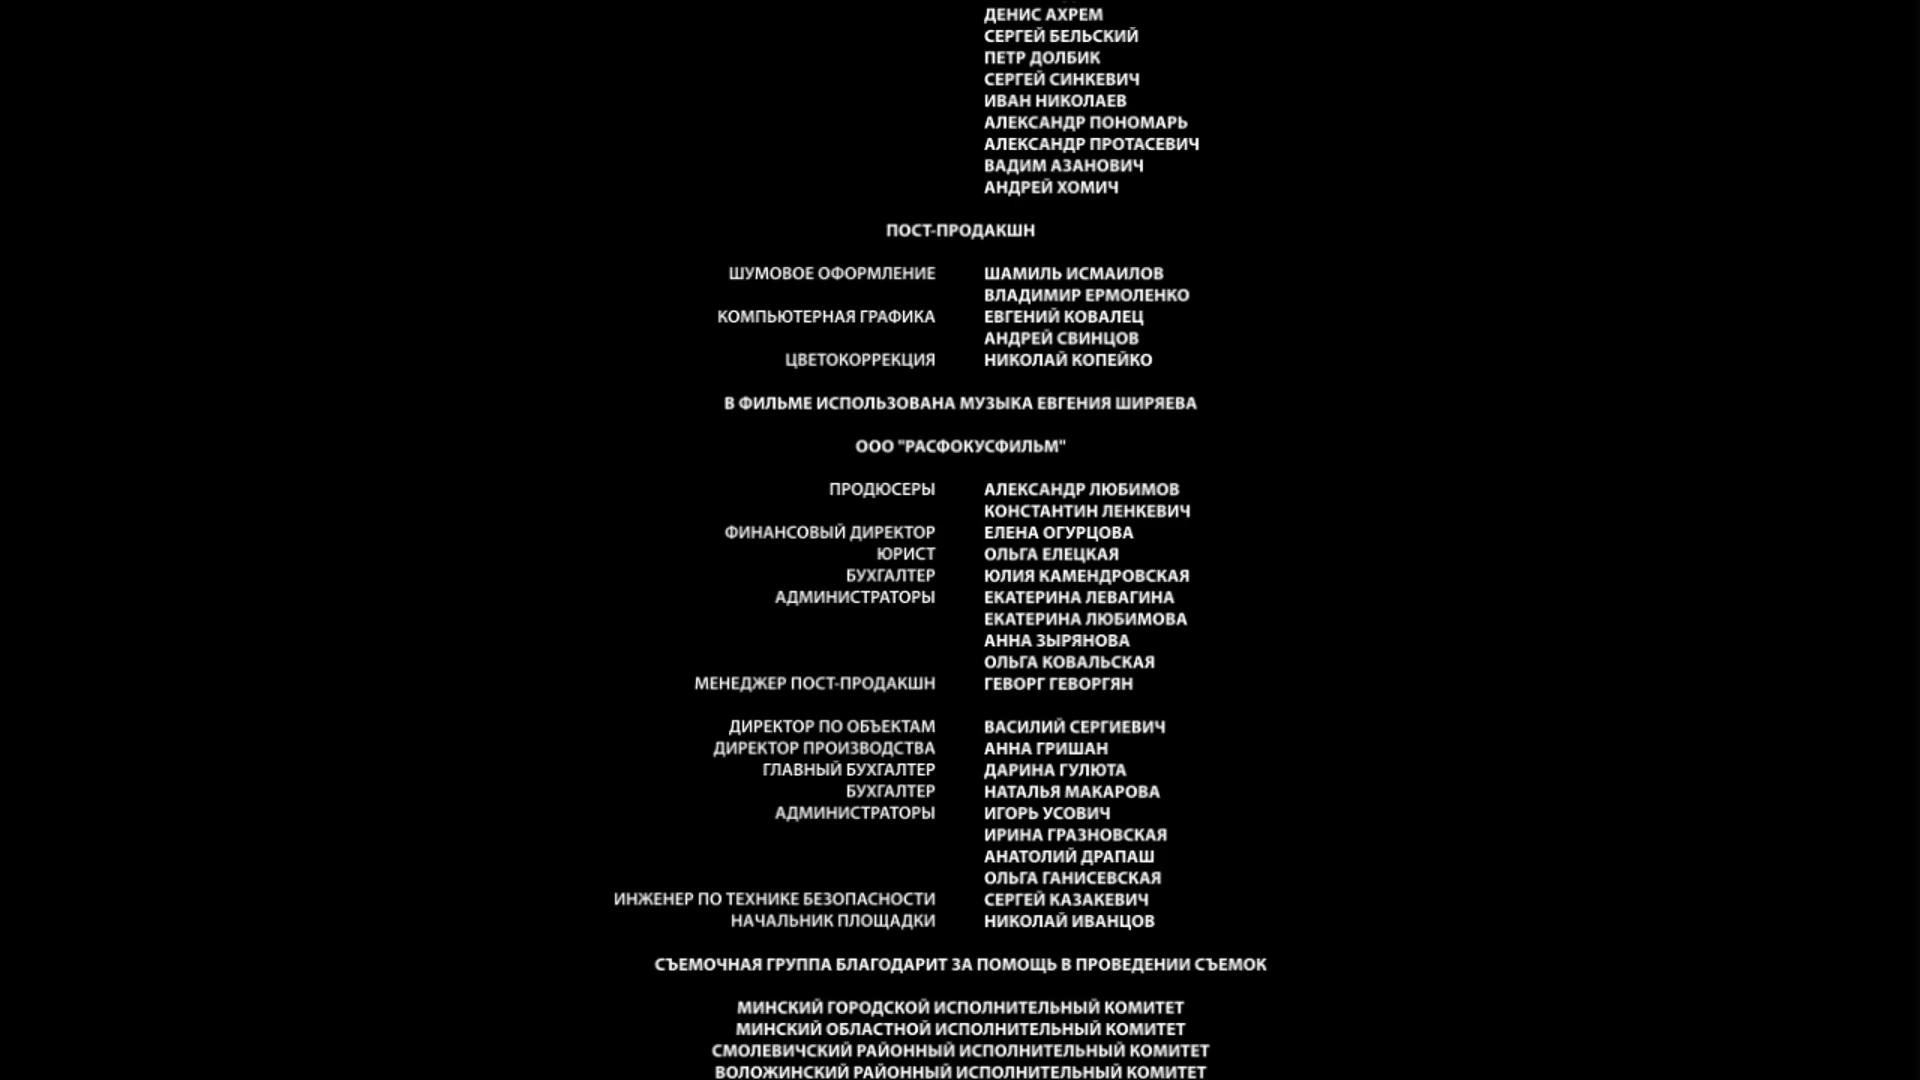 ДЕНИС АХРЕМ
СЕРГЕЙ БЕЛЬСКИЙ
ПЕТР ДОЛБИК
СЕРГЕЙ СИНКЕВИЧ
ИВАН НИКОЛАЕВ
АЛЕКСАНДР ПОНОМАРЬ
АЛЕКСАНДР ПРОТАСЕВИЧ
ВАДИМ АЗАНОВИЧ
АНДРЕЙ ХОМИЧ
ПОСТ-ПРОДАКШН
ШУМОВОЕ ОФОРМЛЕНИЕ ШАМИЛЬ ИСМАИЛОВ
ВЛАДИМИР ЕРМОЛЕНКО
КОМПЬЮТЕРНАЯ ГРАФИКА ЕВГЕНИЙ КОВАЛЕЦ
АНДРЕЙ СВИНЦОВ
ЦВЕТОКОРРЕКЦИЯ НИКОЛАЙ КОПЕЙКО
В ФИЛЬМЕ ИСПОЛЬЗОВАНА МУЗЫКА ЕВГЕНИЯ ШИРЯЕВА
ООО "РАСФОКУСФИЛЬМ"
ПРОДЮСЕРЫ АЛЕКСАНДР ЛЮБИМОВ
КОНСТАНТИН ЛЕНКЕВИЧ
ФИНАНСОВЫЙ ДИРЕКТОР ЕЛЕНА ОГУРЦОВА
ЮРИСТ ОЛЬГА ЕЛЕЦКАЯ
БУХГАЛТЕР ЮЛИЯ КАМЕНДРОВСКАЯ
АДМИНИСТРАТОРЫ ЕКАТЕРИНА ЛЕВАГИНА
ЕКАТЕРИНА ЛЮБИМОВА
АННА ЗЫРЯНОВА
ОЛЬГА КОВАЛЬСКАЯ
МЕНЕДЖЕР ПОСТ-ПРОДАКШН ГЕВОРГ ГЕВОРГЯН
ДИРЕКТОР ПО ОБЪЕКТАМ ВАСИЛИЙ СЕРГИЕВИЧ
ДИРЕКТОР ПРОИЗВОДСТВА АННА ГРИШАН
ГЛАВНЫЙ БУХГАЛТЕР ДАРИНА ГУЛЮТА
БУХГАЛТЕР НАТАЛЬЯ МАКАРОВА
АДМИНИСТРАТОРЫ ИГОРЬ УСОВИЧ
ИРИНА ГРАЗНОВСКАЯ
АНАТОЛИЙ ДРАПАШ
ОЛЬГА ГАНИСЕВСКАЯ
ИНЖЕНЕР ПО ТЕХНИКЕ БЕЗОПАСНОСТИ СЕРГЕЙ КАЗАКЕВИЧ
НАЧАЛЬНИК ПЛОЩАДКИ НИКОЛАЙ ИВАНЦОВ
СЪЕМОЧНАЯ ГРУППА БЛАГОДАРИТ ЗА ПОМОЩЬ В ПРОВЕДЕНИИ СЪЕМОК
МИНСКИЙ ГОРОДСКОЙ ИСПОЛНИТЕЛЬНЫЙ КОМИТЕТ
МИНСКИЙ ОБЛАСТНОЙ ИСПОЛНИТЕЛЬНЫЙ КОМИТЕТ
СМОЛЕВИЧСКИЙ РАЙОННЫЙ ИСПОЛНИТЕЛЬНЫЙ КОМИТЕТ
ВОЛОЖИНСКИЙ РАЙОННЫЙ ИСПОЛНИТЕЛЬНЫЙ КОМИТЕТ